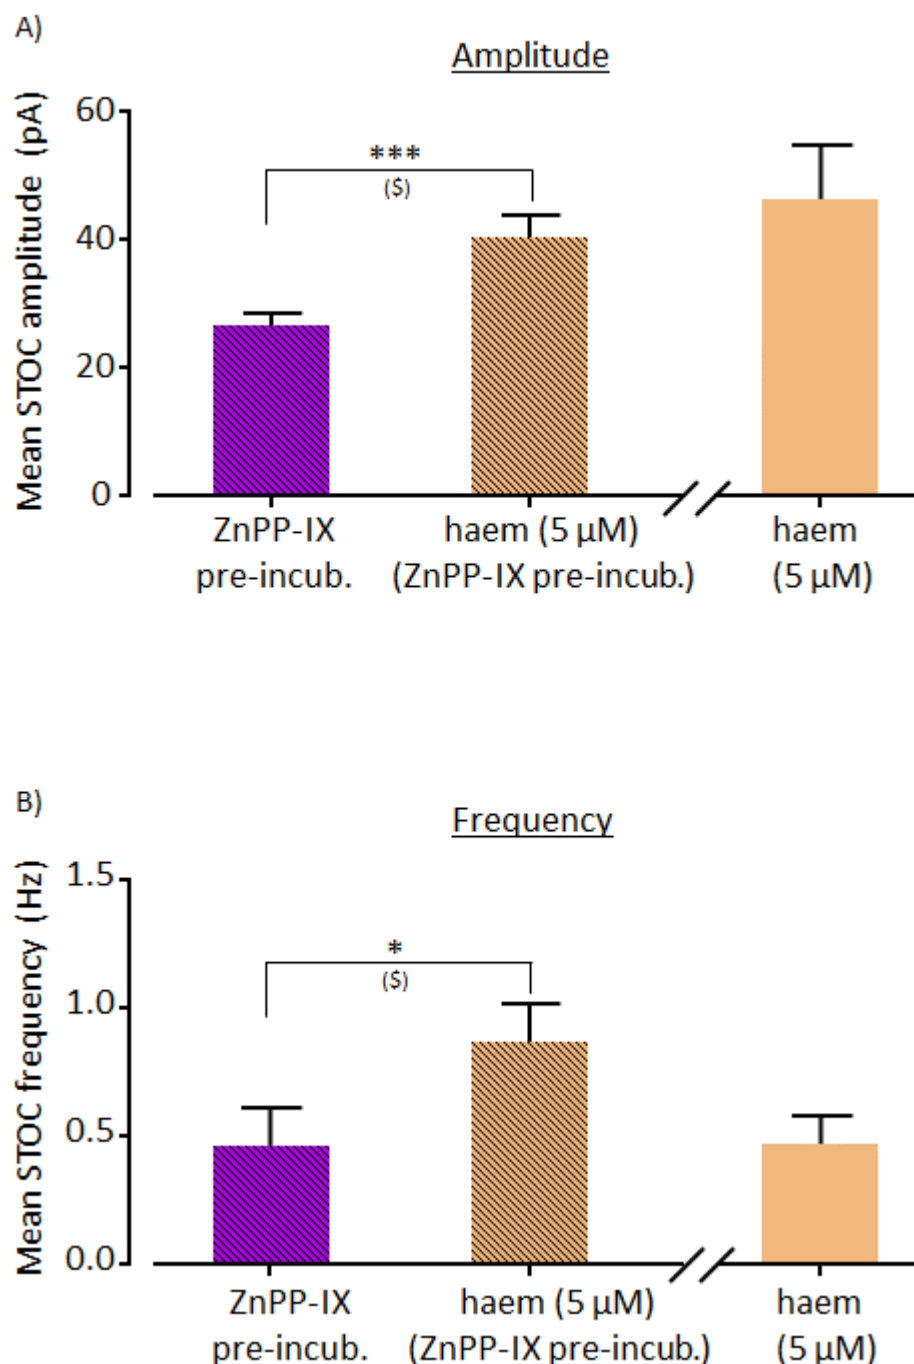 A)
Amplitude
Mean STOC amplitude (pA)
60
40
20
0
***
($)
ZnPP-IX
pre-incub.
haem (5 µM)
(ZnPP-IX pre-incub.)
haem
(5 µM)
B)
Frequency
Mean STOC frequency (Hz)
1.5
1.0
0.5
0.0
*
($)
ZnPP-IX
pre-incub.
haem (5 µM)
(ZnPP-IX pre-incub.)
haem
(5 µM)